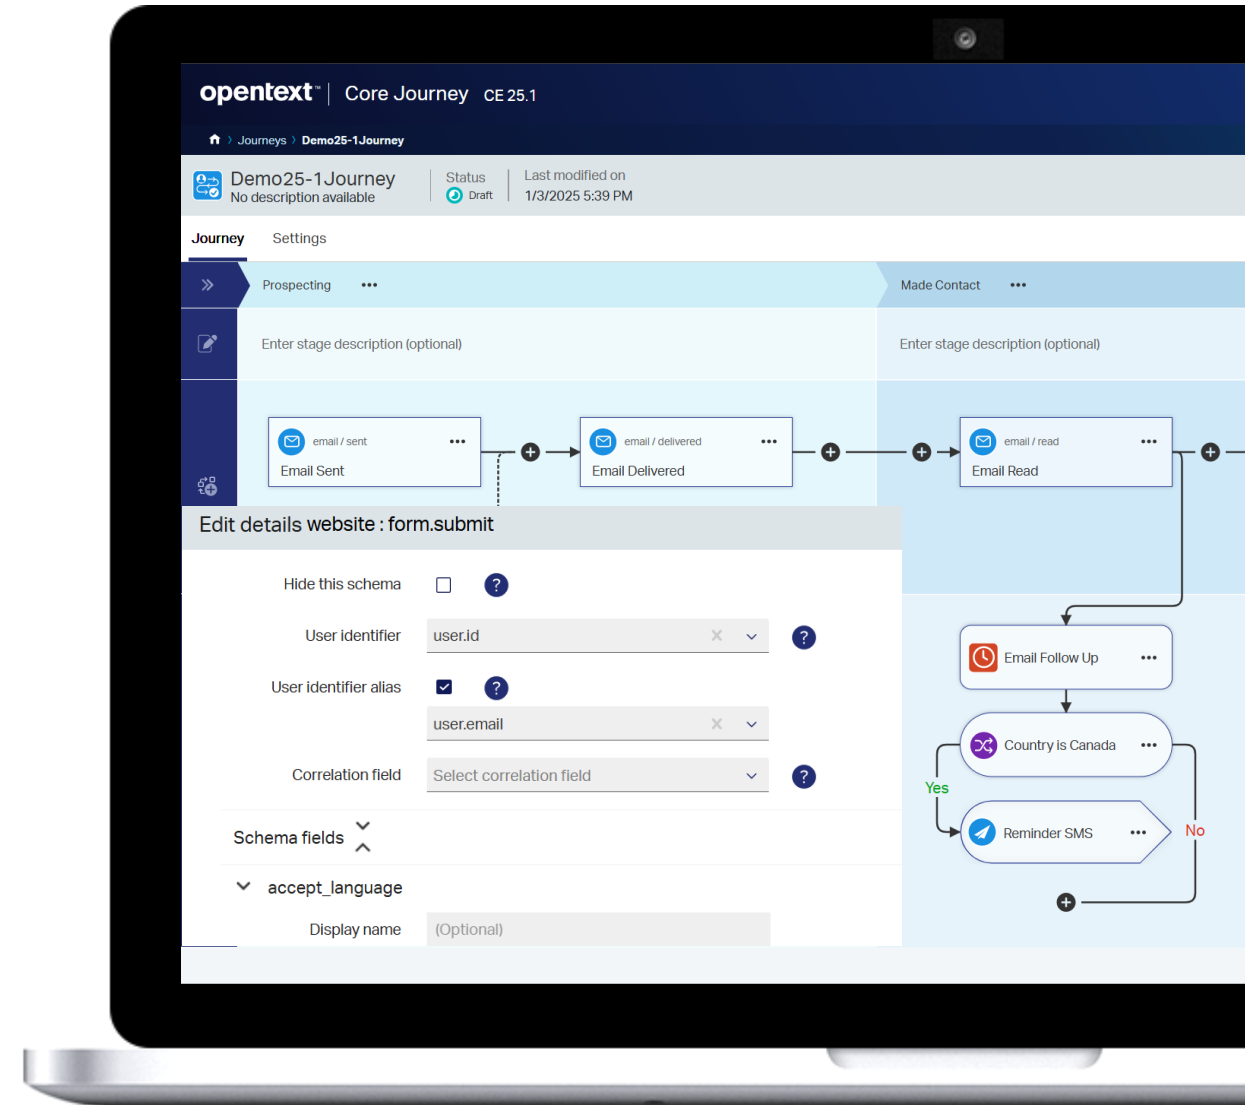 opentext™ | Core Journey CE 25.1
Journeys › Demo25-1Journey
Demo25-1Journey
No description available
Status
Draft
Last modified on
1/3/2025 5:39 PM
Journey Settings
Prospecting ••• Made Contact •••
Enter stage description (optional) Enter stage description (optional)
email / sent •••
Email Sent
email / delivered •••
Email Delivered
email / read •••
Email Read
Edit details website : form.submit
Hide this schema ?
User identifier user.id ?
User identifier alias ?
user.email
Correlation field Select correlation field ?
Schema fields
accept_language
Display name (Optional)
Email Follow Up •••
Country is Canada •••
Yes
Reminder SMS •••
No